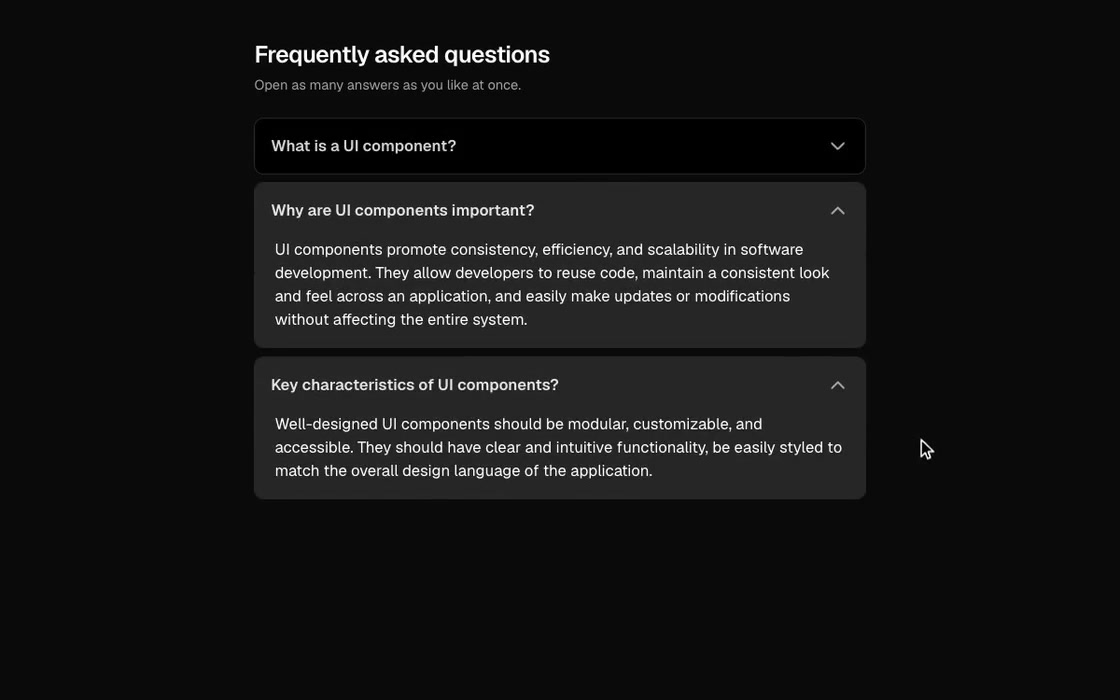 Frequently asked questions
Open as many answers as you like at once.
What is a UI component?
Why are UI components important?
UI components promote consistency, efficiency, and scalability in software
development. They allow developers to reuse code, maintain a consistent look
and feel across an application, and easily make updates or modifications
without affecting the entire system.
Key characteristics of UI components?
Well-designed UI components should be modular, customizable, and
accessible. They should have clear and intuitive functionality, be easily styled to
match the overall design language of the application.